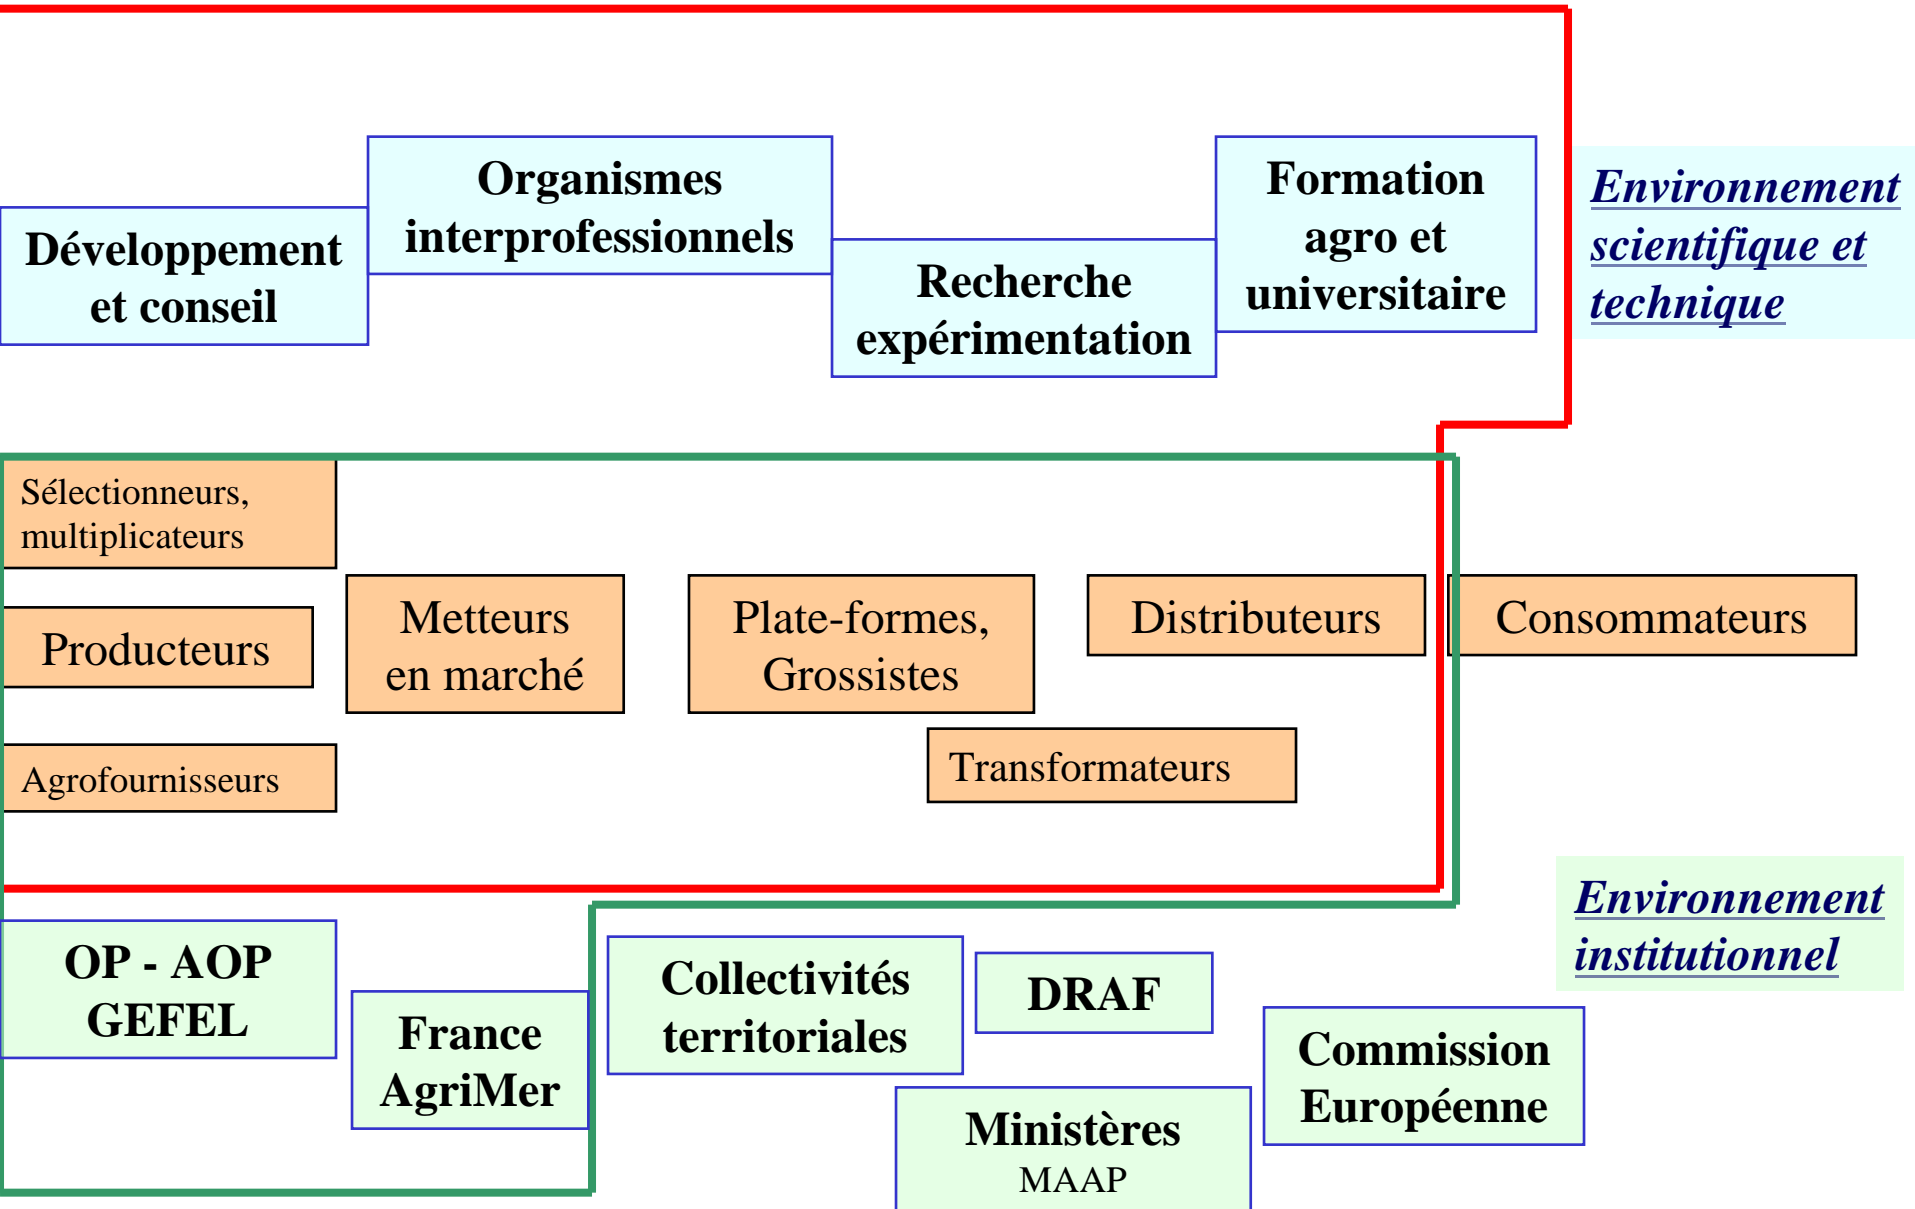 Développement
et conseil
Organismes
interprofessionnels
Recherche
expérimentation
Formation
agro et
universitaire
Environnement
scientifique et
technique
Sélectionneurs,
multiplicateurs
Producteurs
Agrofournisseurs
Metteurs
en marché
Plate-formes,
Grossistes
Transformateurs
Distributeurs
Consommateurs
Environnement
institutionnel
OP - AOP
GEFEL
France
AgriMer
Collectivités
territoriales
DRAF
Ministères
MAAP
Commission
Européenne